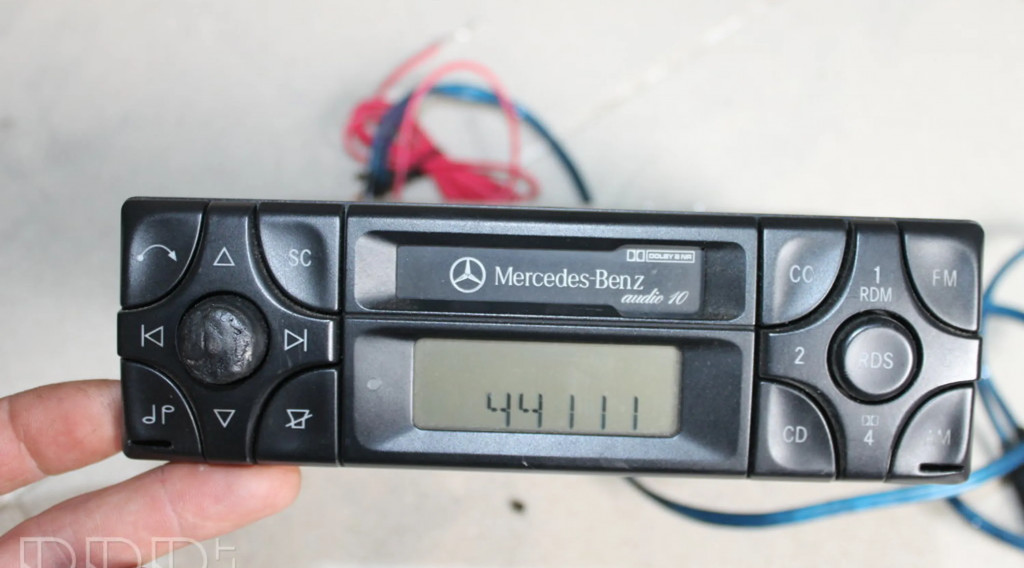 SC
DOLBY B NR
Mercedes-Benz
audio 10
44111
CC
1
RDM
FM
2
RDS
CD
4
AM